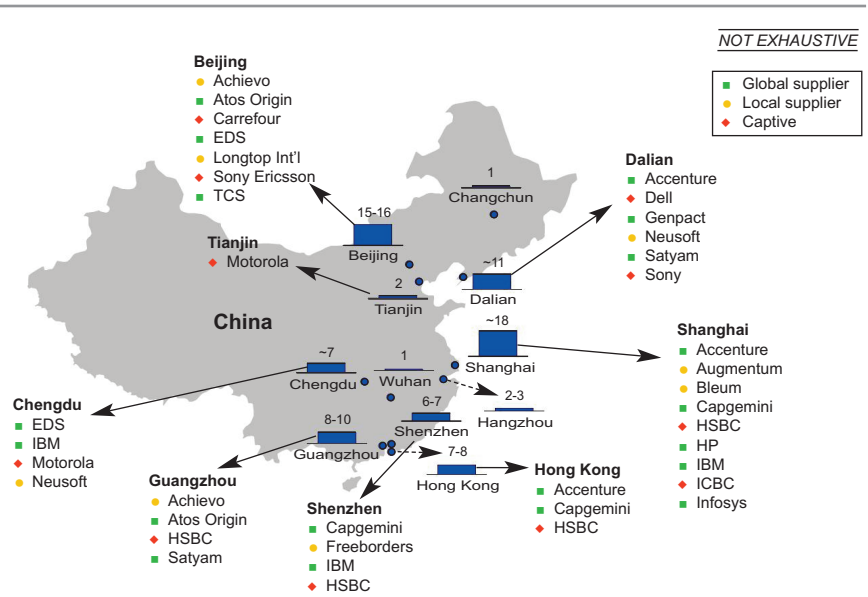 NOT EXHAUSTIVE
Global supplier
Local supplier
Captive
Beijing
Achievo
Atos Origin
Carrefour
EDS
Longtop Int'l
Sony Ericsson
TCS
Tianjin
Motorola
China
15-16
Beijing
1
Changchun
2
Tianjin
~11
Dalian
~18
Shanghai
~7
Chengdu
1
Wuhan
2-3
Hangzhou
6-7
Shenzhen
8-10
Guangzhou
7-8
Hong Kong
Dalian
Accenture
Dell
Genpact
Neusoft
Satyam
Sony
Shanghai
Accenture
Augmentum
Bleum
Capgemini
HSBC
HP
IBM
ICBC
Infosys
Chengdu
EDS
IBM
Motorola
Neusoft
Guangzhou
Achievo
Atos Origin
HSBC
Satyam
Shenzhen
Capgemini
Freeborders
IBM
HSBC
Hong Kong
Accenture
Capgemini
HSBC